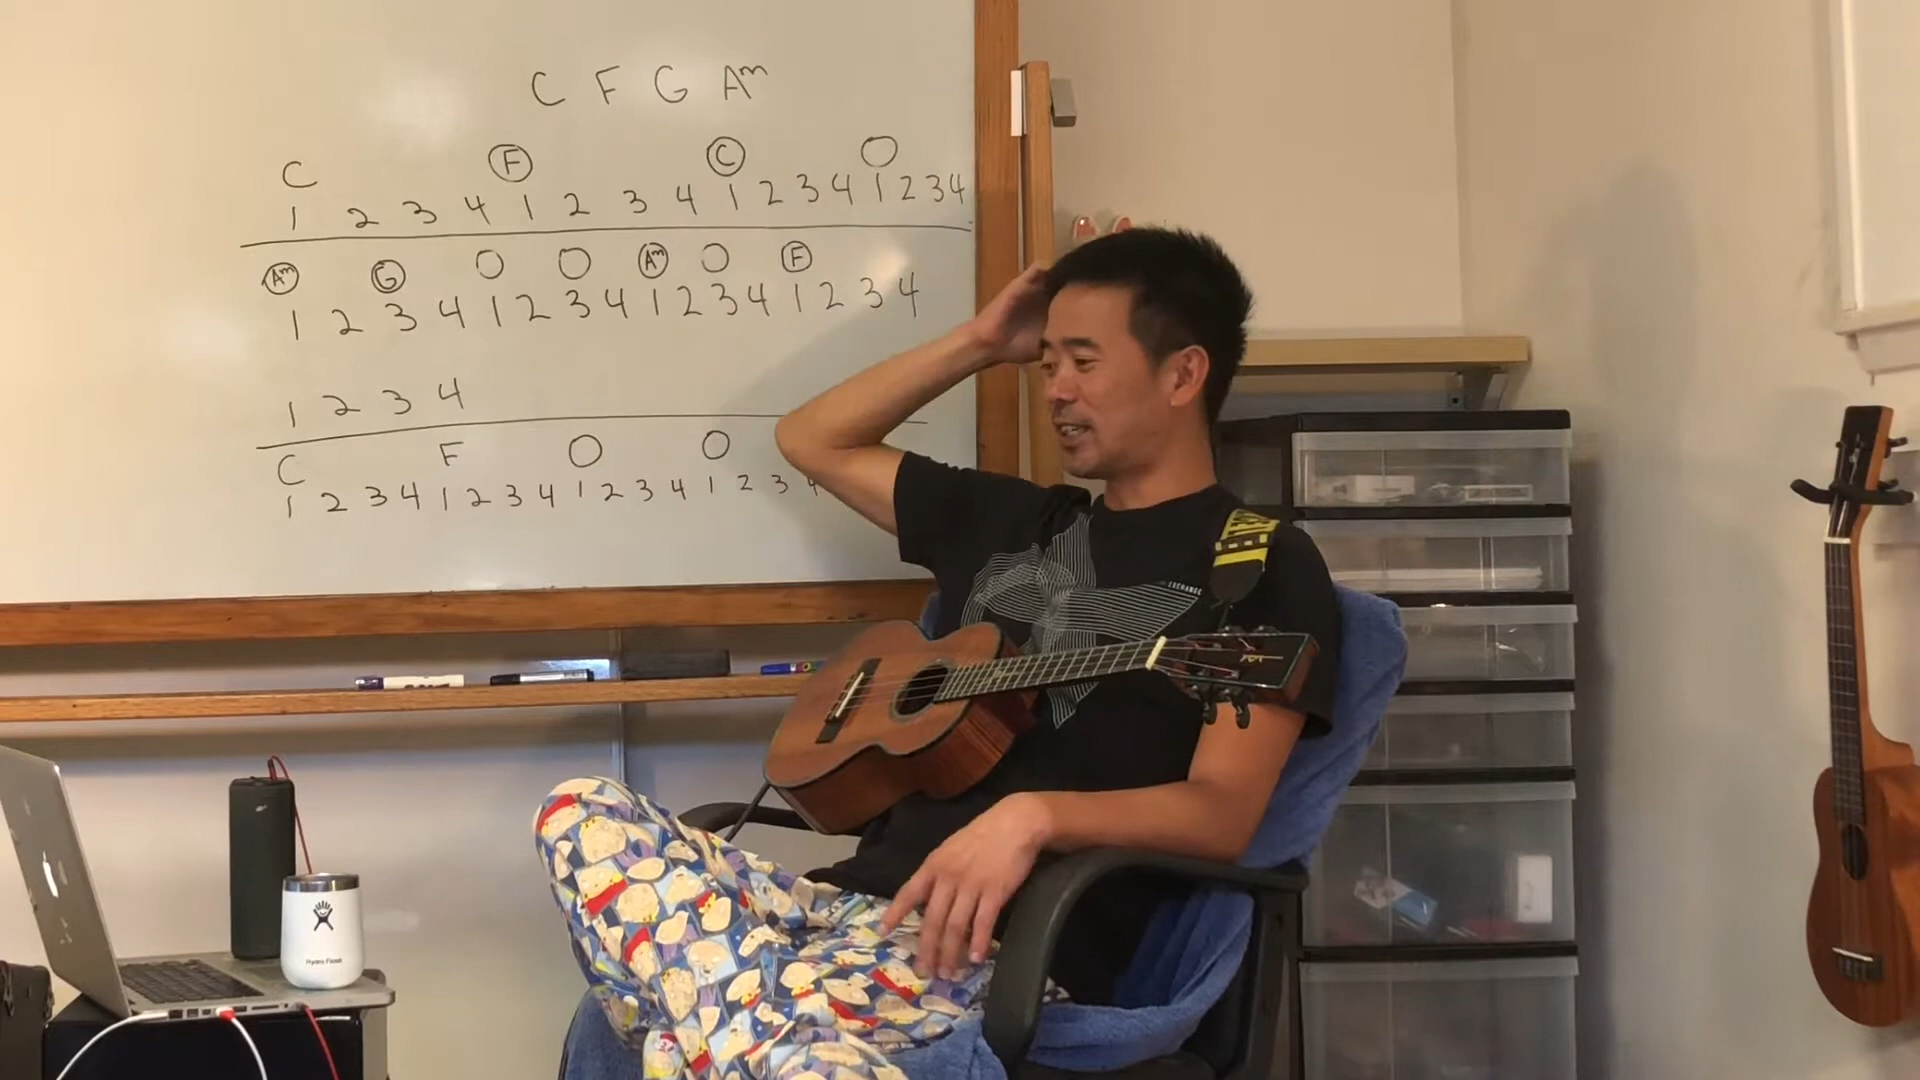 C F G Am
C F C
1 2 3 4 1 2 3 4 1 2 3 4 1 2 3 4
Am G Am F
1 2 3 4 1 2 3 4 1 2 3 4 1 2 3 4
1 2 3 4
C F
1 2 3 4 1 2 3 4 1 2 3 4 1 2 3 4
EXCHANGE
Hydro Flask